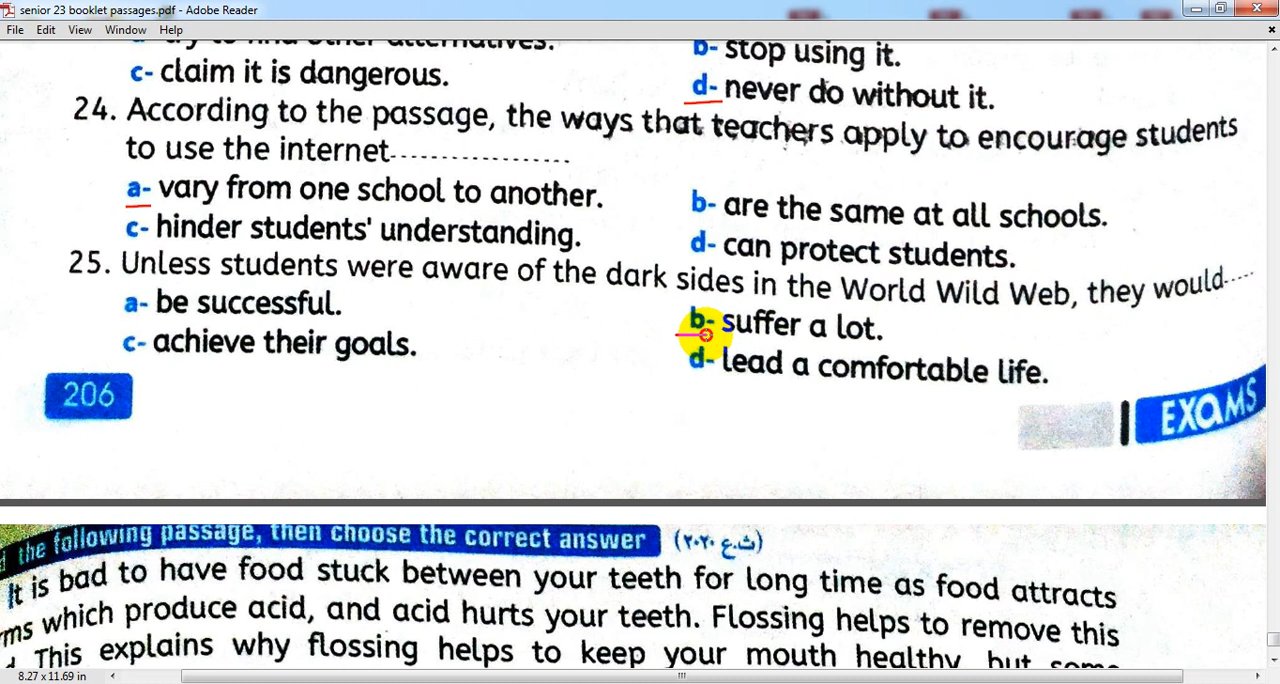 senior 23 booklet passages.pdf - Adobe Reader
File Edit View Window Help
b- stop using it.
c- claim it is dangerous.
d- never do without it.
24. According to the passage, the ways that teachers apply to encourage students
to use the internet------------------
a- vary from one school to another.
b- are the same at all schools.
c- hinder students' understanding.
d- can protect students.
25. Unless students were aware of the dark sides in the World Wild Web, they would----
a- be successful.
b- suffer a lot.
c- achieve their goals.
d- lead a comfortable life.
206
EXAMS
the following passage, then choose the correct answer (ث.ع ٢٠٢٠)
It is bad to have food stuck between your teeth for long time as food attracts
which produce acid, and acid hurts your teeth. Flossing helps to remove this
This explains why flossing helps to keep your mouth healthy, but some
8.27 x 11.69 in